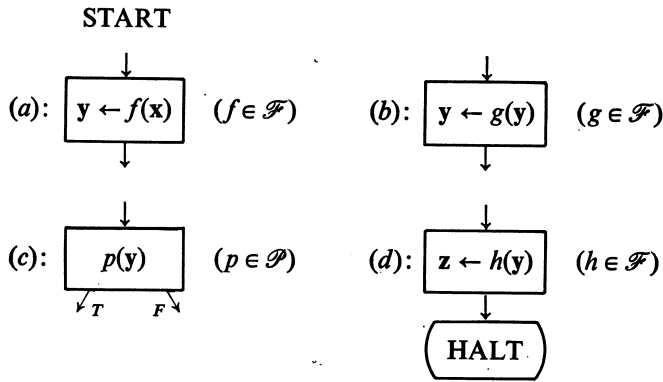 START
(a): y ← f(x) (f ∈ ℱ) (b): y ← g(y) (g ∈ ℱ)
(c): p(y) (p ∈ 𝒫) (d): z ← h(y) (h ∈ ℱ)
T F
HALT